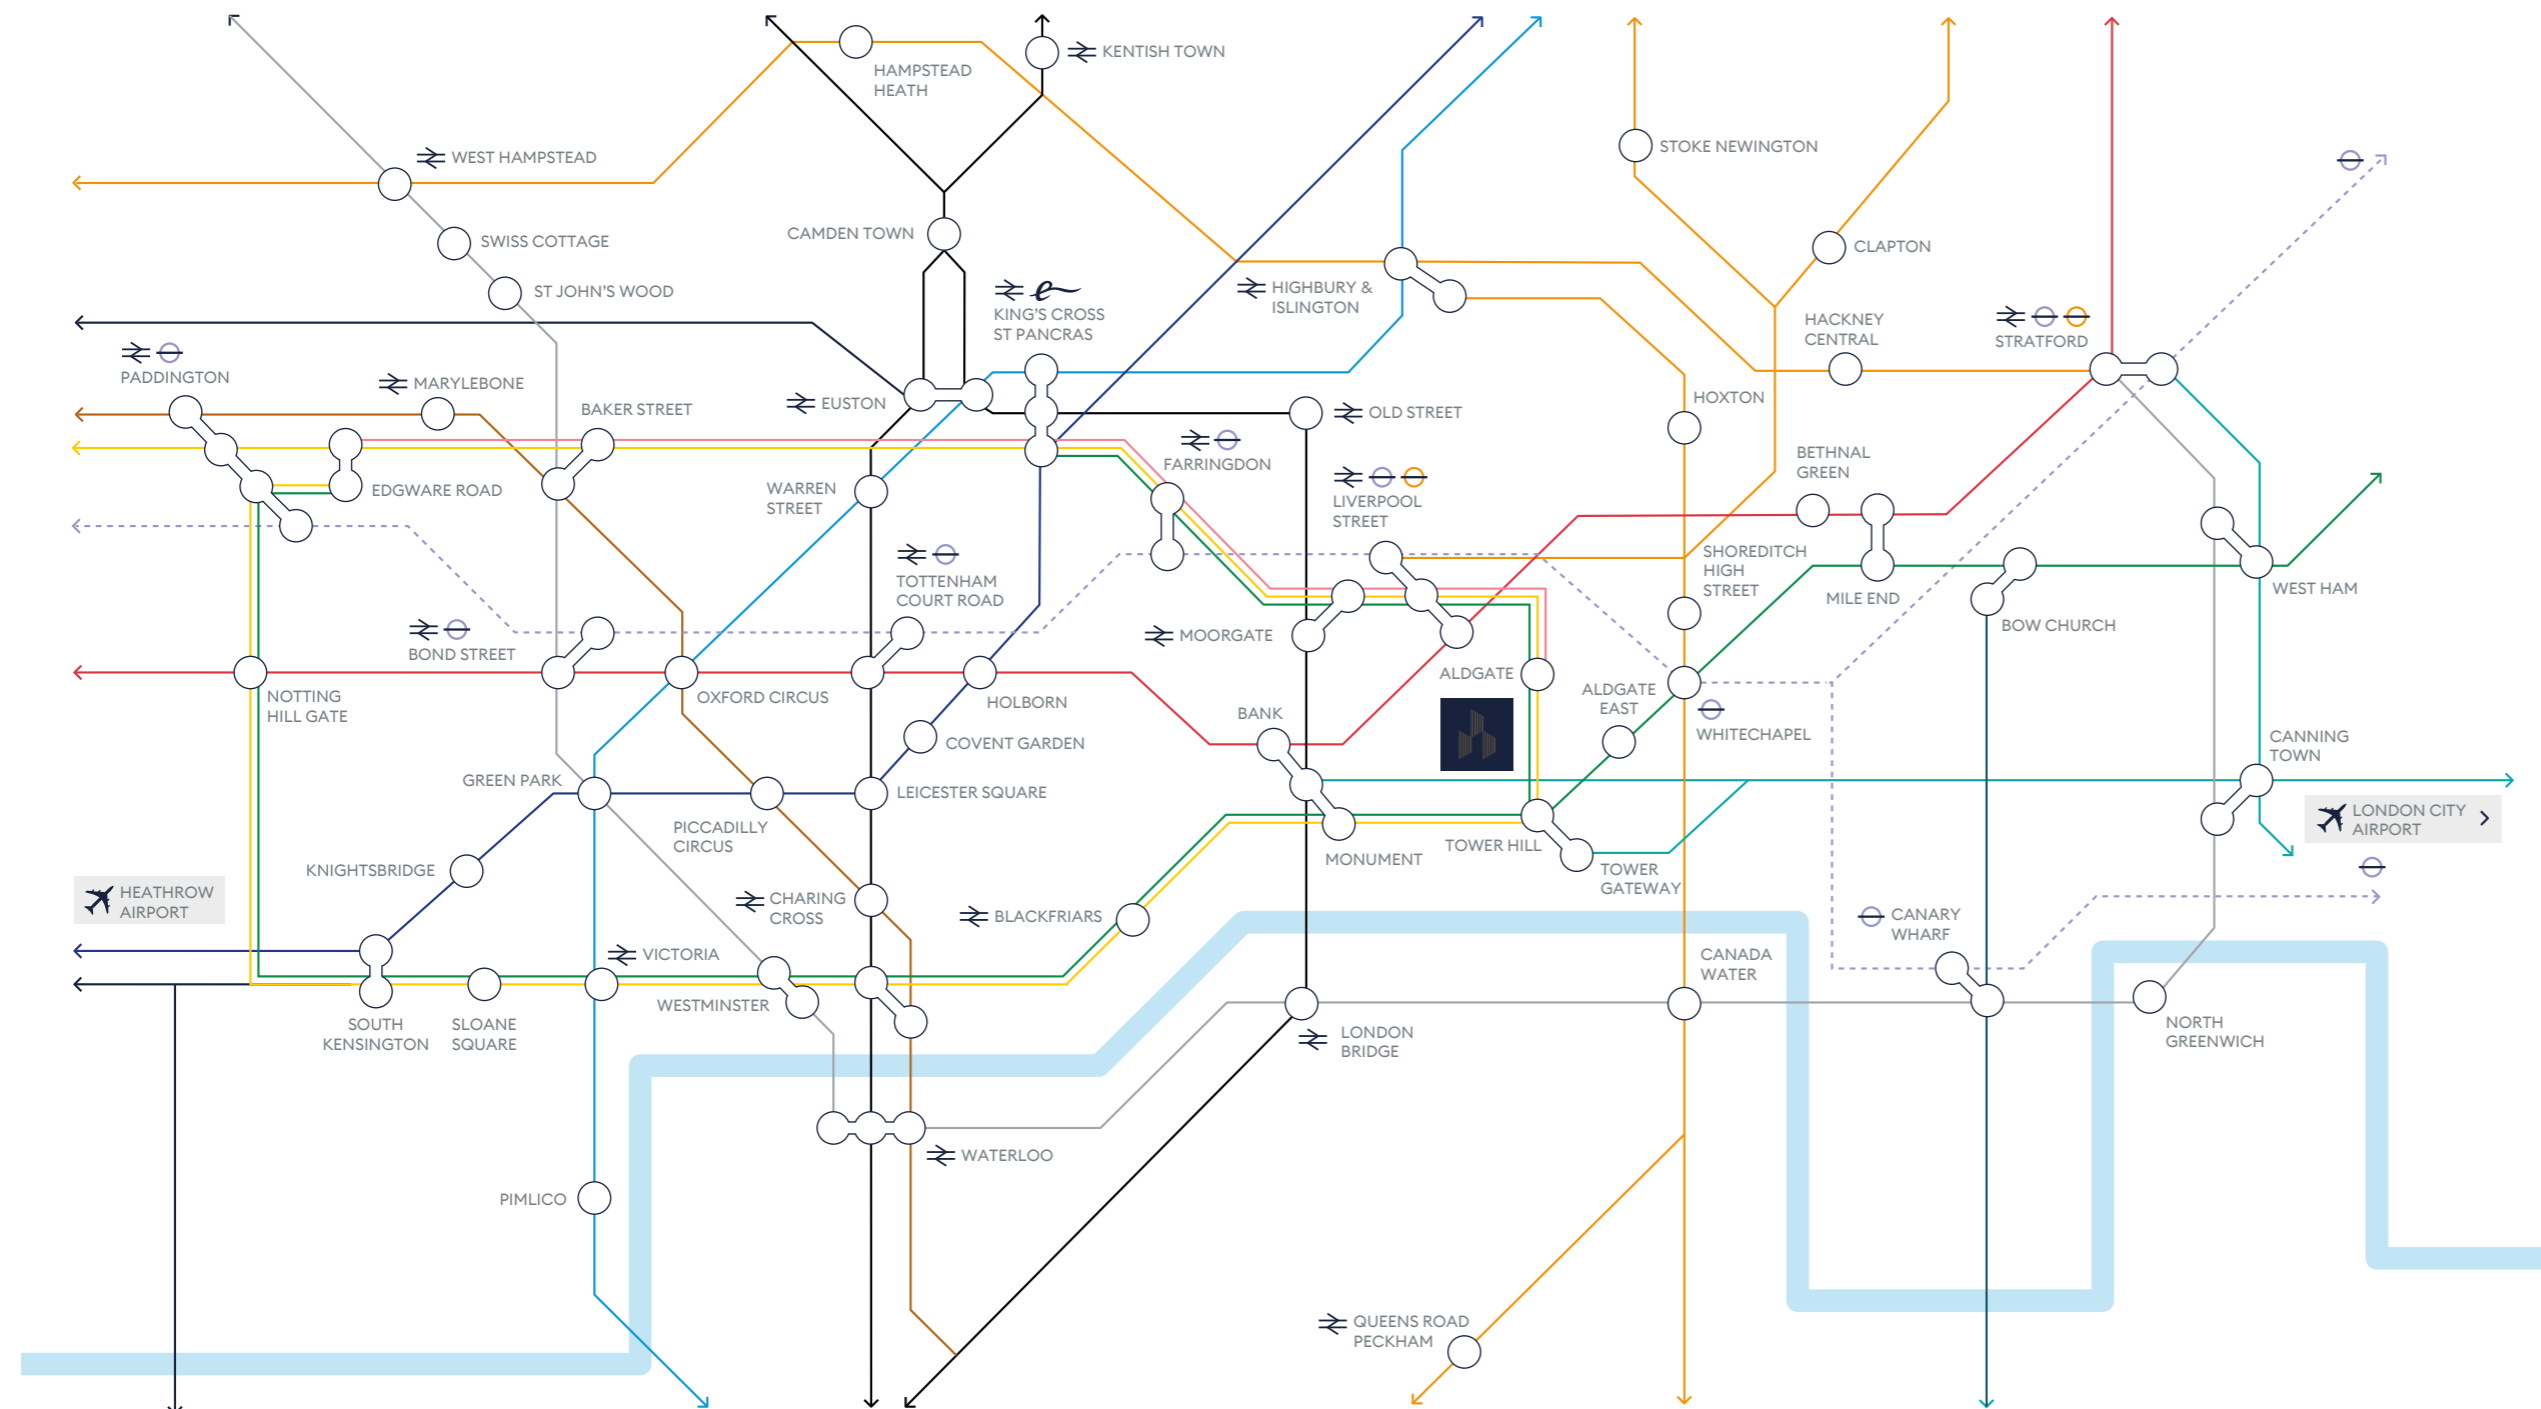 KENTISH TOWN
HAMPSTEAD
HEATH
WEST HAMPSTEAD
STOKE NEWINGTON
CAMDEN TOWN
SWISS COTTAGE
CLAPTON
ST JOHN'S WOOD
KING'S CROSS
ST PANCRAS
HIGHBURY &
ISLINGTON
HACKNEY
CENTRAL
STRATFORD
PADDINGTON
MARYLEBONE
BAKER STREET
EUSTON
OLD STREET
HOXTON
BETHNAL
GREEN
FARRINGDON
EDGWARE ROAD
WARREN
STREET
LIVERPOOL
STREET
SHOREDITCH
HIGH
STREET
TOTTENHAM
COURT ROAD
MILE END
WEST HAM
BOND STREET
MOORGATE
BOW CHURCH
ALDGATE
ALDGATE
EAST
NOTTING
HILL GATE
OXFORD CIRCUS
HOLBORN
BANK
WHITECHAPEL
COVENT GARDEN
CANNING
TOWN
GREEN PARK
LEICESTER SQUARE
PICCADILLY
CIRCUS
LONDON CITY
AIRPORT
TOWER HILL
MONUMENT
TOWER
GATEWAY
KNIGHTSBRIDGE
HEATHROW
AIRPORT
CHARING
CROSS
BLACKFRIARS
CANARY
WHARF
VICTORIA
CANADA
WATER
WESTMINSTER
SOUTH
KENSINGTON
SLOANE
SQUARE
LONDON
BRIDGE
NORTH
GREENWICH
WATERLOO
PIMLICO
QUEENS ROAD
PECKHAM